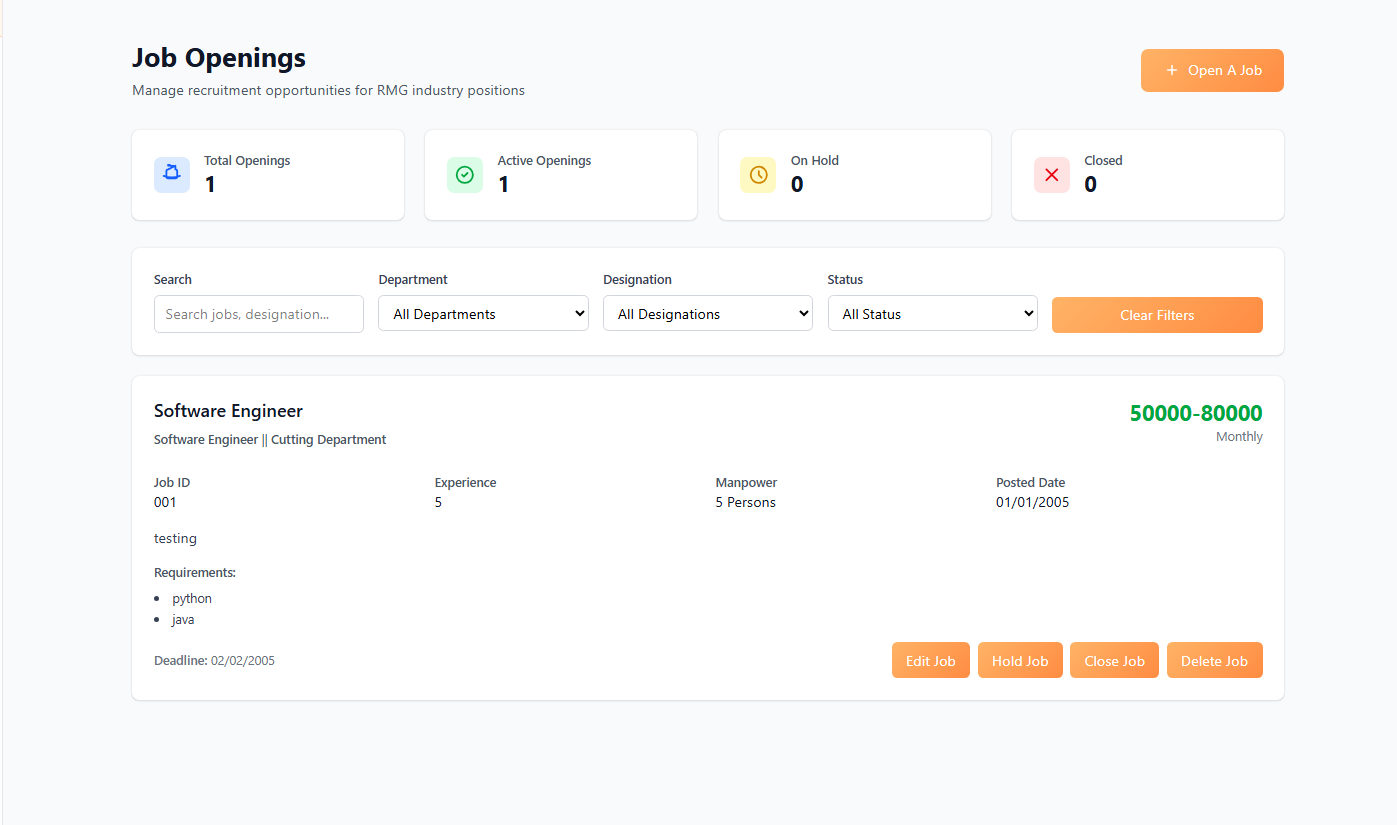 Job Openings
Manage recruitment opportunities for RMG industry positions
+ Open A Job
Total Openings
1
Active Openings
1
On Hold
0
Closed
0
Search
Search jobs, designation...
Department
All Departments
Designation
All Designations
Status
All Status
Clear Filters
Software Engineer
Software Engineer || Cutting Department
50000-80000
Monthly
Job ID
001
Experience
5
Manpower
5 Persons
Posted Date
01/01/2005
testing
Requirements:
• python
• java
Deadline: 02/02/2005
Edit Job
Hold Job
Close Job
Delete Job